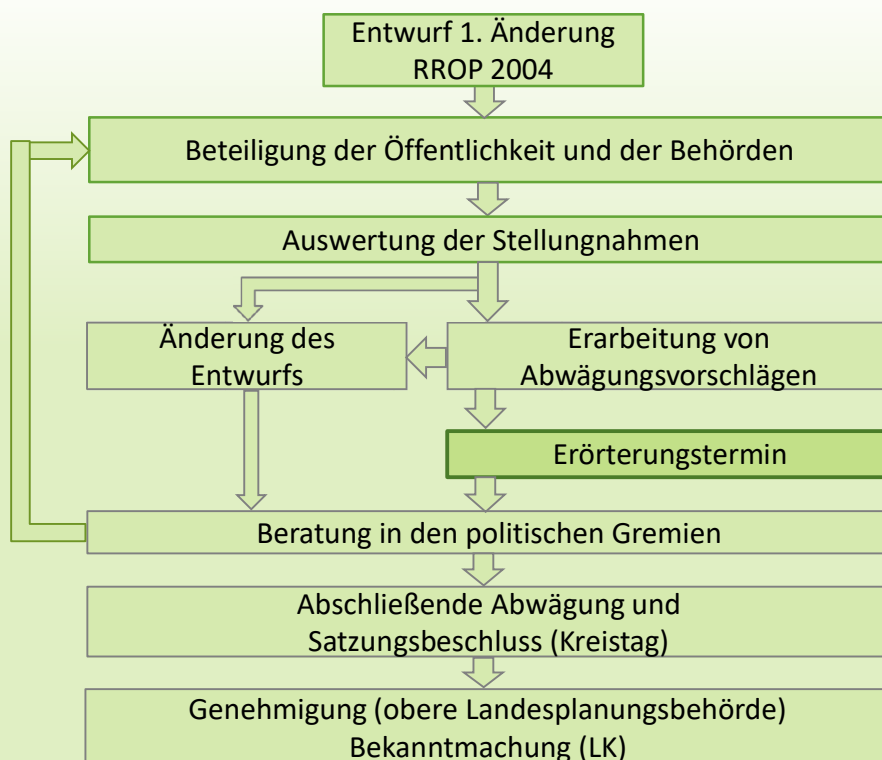 Entwurf 1. Änderung
RROP 2004
Beteiligung der Öffentlichkeit und der Behörden
Auswertung der Stellungnahmen
Änderung des
Entwurfs
Erarbeitung von
Abwägungsvorschlägen
Erörterungstermin
Beratung in den politischen Gremien
Abschließende Abwägung und
Satzungsbeschluss (Kreistag)
Genehmigung (obere Landesplanungsbehörde)
Bekanntmachung (LK)